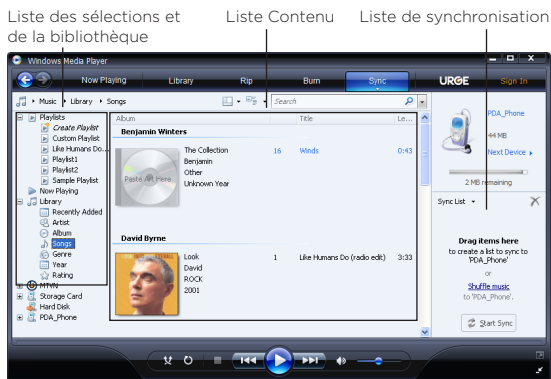 Liste des sélections et
de la bibliothèque
Liste Contenu
Liste de synchronisation
Windows Media Player
Now Playing
Library
Rip
Burn
Sync
URGE
Sign In
Music
Library
Songs
Search
Playlists
Create Playlist
Custom Playlist
Like Humans Do...
Playlist1
Playlist2
Sample Playlist
Now Playing
Library
Recently Added
Artist
Album
Songs
Genre
Year
Rating
MTVN
Storage Card
Hard Disk
PDA_Phone
Album
Title
Le...
Benjamin Winters
Paste Art Here
The Collection
Benjamin
Other
Unknown Year
16
Winds
0:43
David Byrne
Look
David
ROCK
2001
1
Like Humans Do (radio edit)
3:33
PDA_Phone
44 MB
Next Device
2 MB remaining
Sync List
Drag items here
to create a list to sync to
'PDA_Phone'
or
Shuffle music
to 'PDA_Phone'.
Start Sync